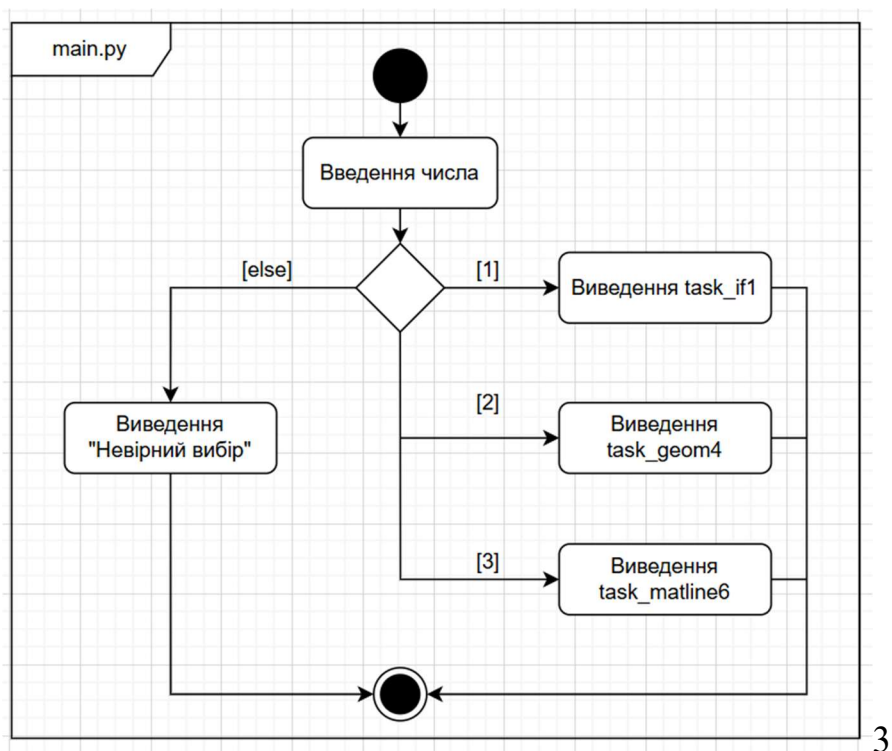 main.py
Введення числа
[else]
[1]
Виведення task_if1
[2]
Виведення
"Невірний вибір"
Виведення
task_geom4
[3]
Виведення
task_matline6
3